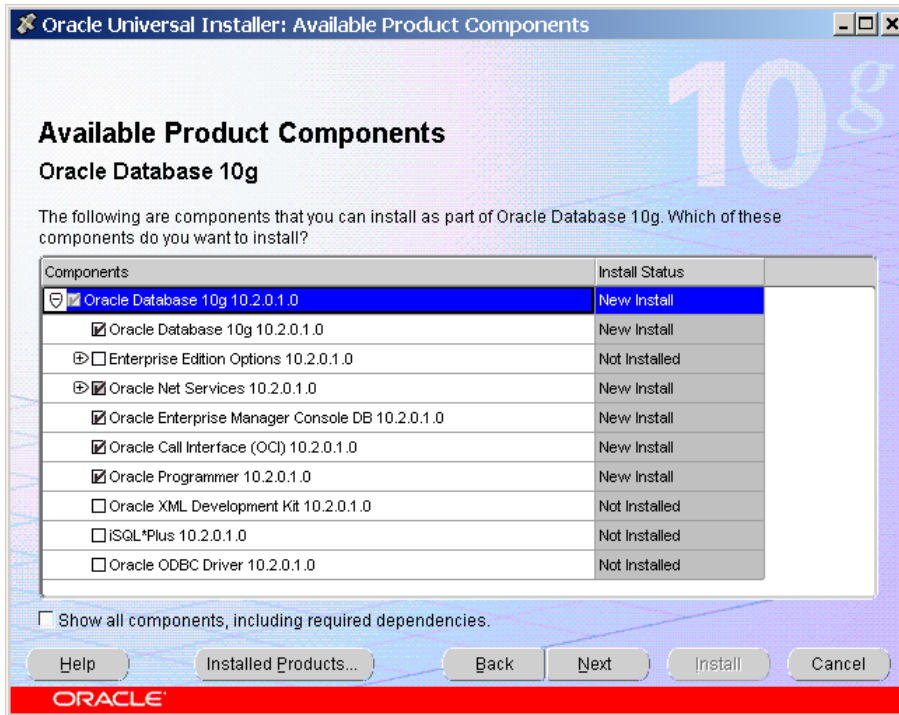 Oracle Universal Installer: Available Product Components
10g
Available Product Components
Oracle Database 10g
The following are components that you can install as part of Oracle Database 10g. Which of these
components do you want to install?
Components Install Status
Oracle Database 10g 10.2.0.1.0 New Install
Oracle Database 10g 10.2.0.1.0 New Install
Enterprise Edition Options 10.2.0.1.0 Not Installed
Oracle Net Services 10.2.0.1.0 New Install
Oracle Enterprise Manager Console DB 10.2.0.1.0 New Install
Oracle Call Interface (OCI) 10.2.0.1.0 New Install
Oracle Programmer 10.2.0.1.0 New Install
Oracle XML Development Kit 10.2.0.1.0 Not Installed
iSQL*Plus 10.2.0.1.0 Not Installed
Oracle ODBC Driver 10.2.0.1.0 Not Installed
Show all components, including required dependencies.
Help Installed Products... Back Next Install Cancel
ORACLE